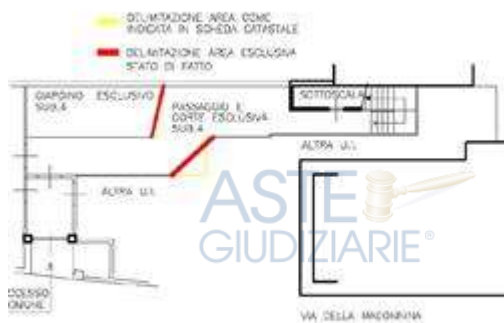 DELIMITAZIONE AREA COME
INDICATA IN SCHEDA CATASTALE
DELIMITAZIONE AREA ESCLUSIVA
STATO DI FATTO
GIARDINO ESCLUSIVO
SUB.4
PASSAGGIO E
CORTE ESCLUSIVA
SUB.4
SOTTOSCALA
ALTRA U.I.
ALTRA U.I.
ASTE
GIUDIZIARIE®
VIA DELLA MADONNINA